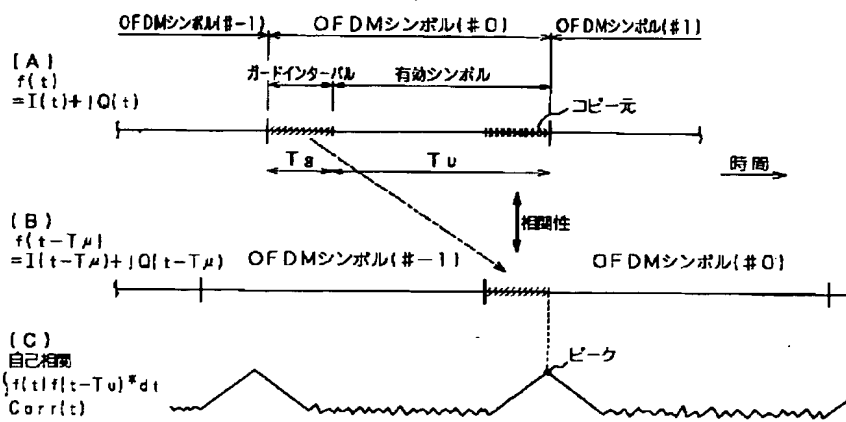 OFDMシンボル(#-1)
OFDMシンボル(#0)
OFDMシンボル(#1)
[A]
f(t)
=I(t)+jQ(t)
ガードインターバル
有効シンボル
コピー元
Tg
Tu
時間
相関性
(B)
f(t-Tμ)
=I(t-Tμ)+jQ(t-Tμ)
OFDMシンボル(#-1)
OFDMシンボル(#0)
(C)
自己相関
∫f(t)f(t-Tu)*dt
Corr(t)
ピーク